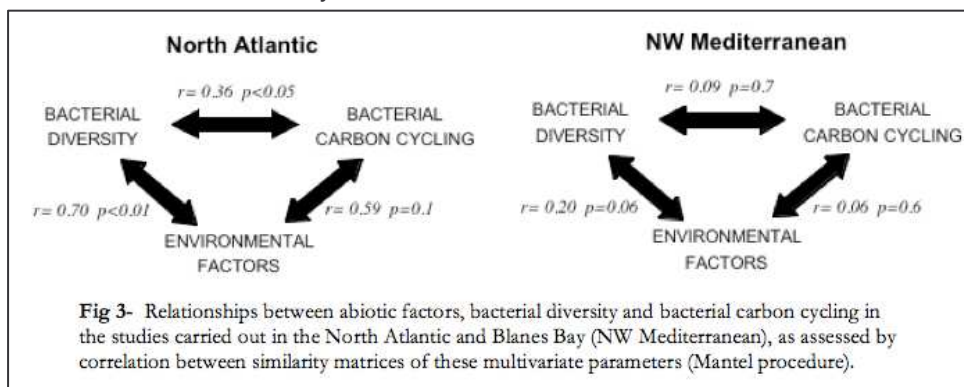 North Atlantic
r= 0.36 p<0.05
BACTERIAL
DIVERSITY
BACTERIAL
CARBON CYCLING
r= 0.70 p<0.01
r= 0.59 p=0.1
ENVIRONMENTAL
FACTORS
NW Mediterranean
r= 0.09 p=0.7
BACTERIAL
DIVERSITY
BACTERIAL
CARBON CYCLING
r= 0.20 p=0.06
r= 0.06 p=0.6
ENVIRONMENTAL
FACTORS
Fig 3- Relationships between abiotic factors, bacterial diversity and bacterial carbon cycling in
the studies carried out in the North Atlantic and Blanes Bay (NW Mediterranean), as assessed by
correlation between similarity matrices of these multivariate parameters (Mantel procedure).